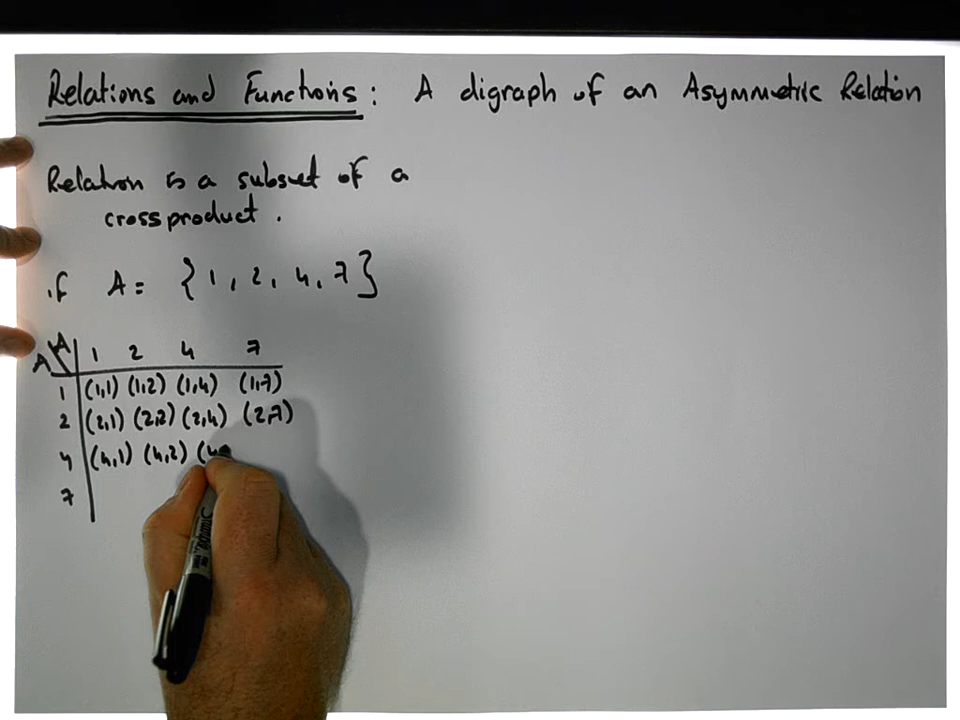 Relations and Functions : A digraph of an Asymmetric Relation
Relation is a subset of a
cross product .
if A = { 1 , 2 , 4 , 7 }
A A 1 2 4 7
1 (1,1) (1,2) (1,4) (1,7)
2 (2,1) (2,2) (2,4) (2,7)
4 (4,1) (4,2) (4
7
Sharpie